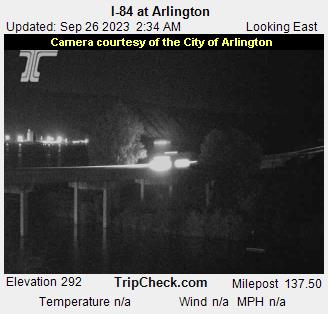 I-84 at Arlington
Updated: Sep 26 2023 2:34 AM Looking East
Camera courtesy of the City of Arlington
Elevation 292 TripCheck.com Milepost 137.50
Temperature n/a Wind n/a MPH n/a